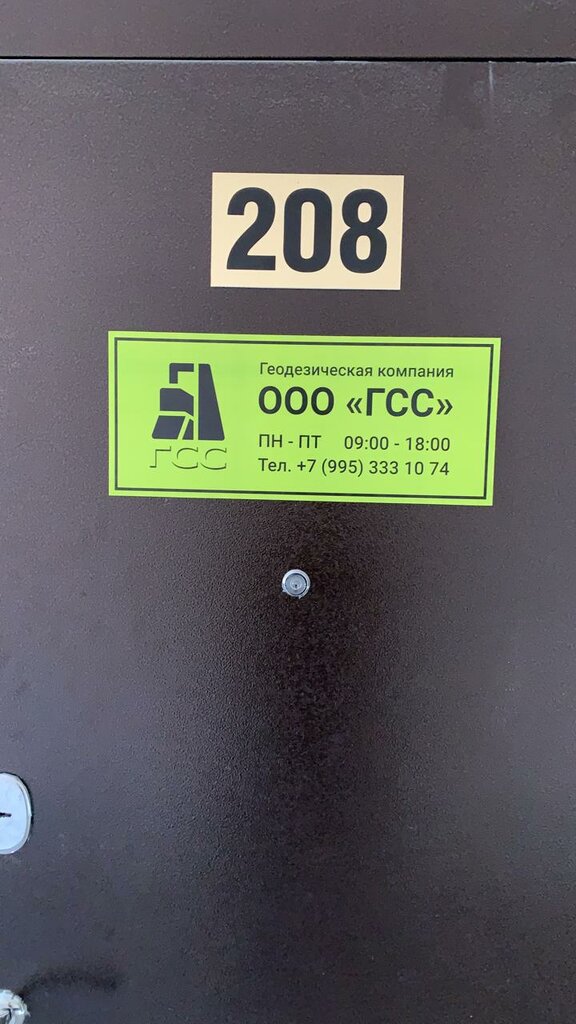 208
Геодезическая компания
ООО «ГСС»
ПН - ПТ 09:00 - 18:00
ГСС
Тел. +7 (995) 333 10 74